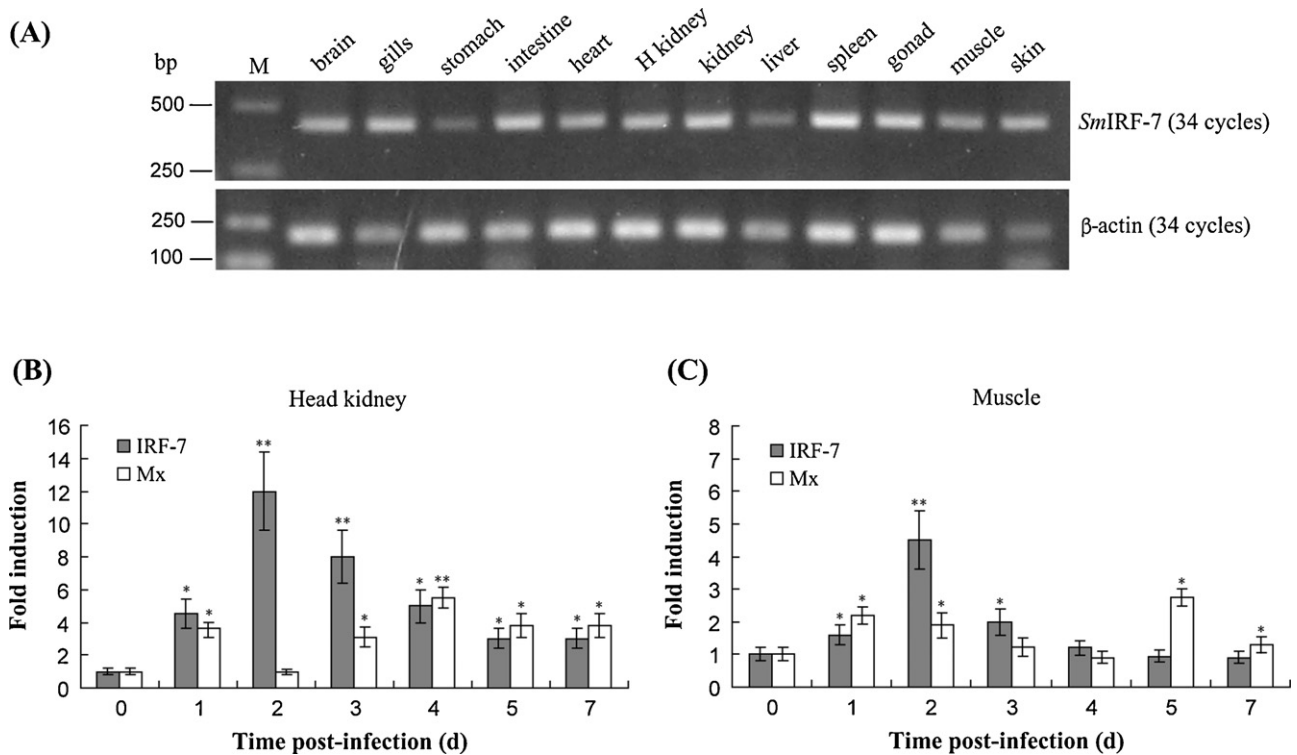 (A)
bp M brain gills stomach intestine heart H kidney kidney liver spleen gonad muscle skin
500
SmIRF-7 (34 cycles)
250
250
β-actin (34 cycles)
100
(B)
Head kidney
Fold induction
16
14
12
10
8
6
4
2
0
IRF-7
Mx
* * ** ** * * ** * * * *
0 1 2 3 4 5 7
Time post-infection (d)
(C)
Muscle
Fold induction
8
7
6
5
4
3
2
1
0
IRF-7
Mx
* * ** * * * *
0 1 2 3 4 5 7
Time post-infection (d)